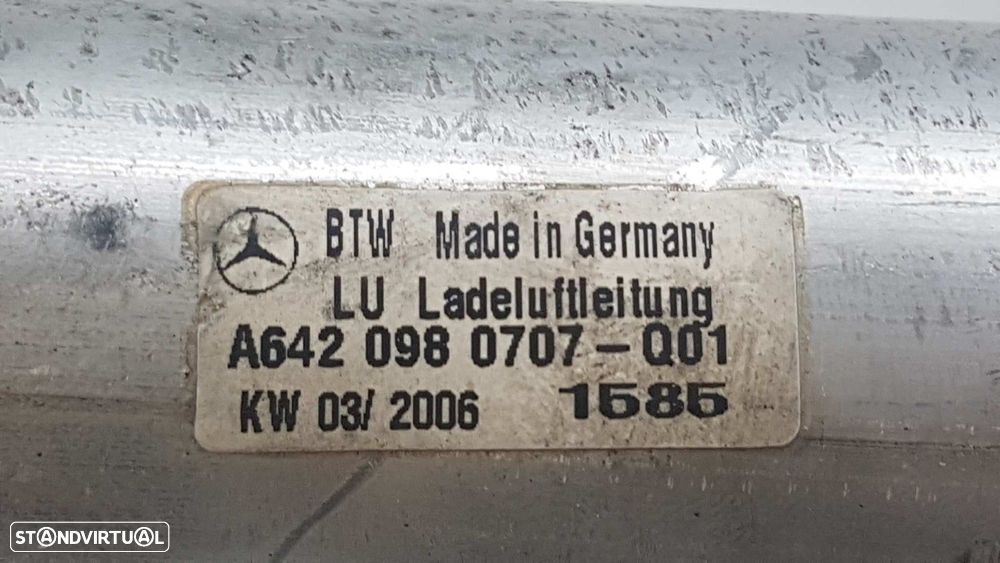 BTW Made in Germany
LU Ladeluftleitung
A642 098 0707-Q01
KW 03/ 2006 1585
STANDVIRTUAL